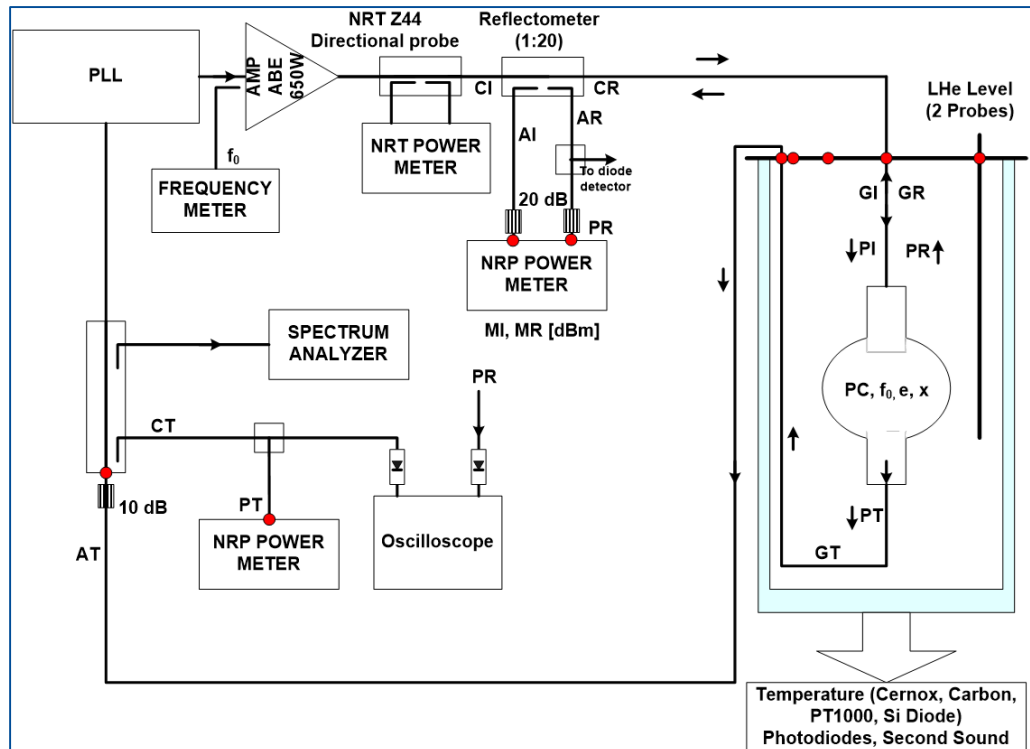 NRT Z44
Directional probe
Reflectometer
(1:20)
PLL
AMP
ABE
650W
CI
CR
LHe Level
(2 Probes)
AI
AR
NRT POWER
METER
f₀
To diode
detector
FREQUENCY
METER
20 dB
PR
GI
GR
NRP POWER
METER
PI
PR
MI, MR [dBm]
SPECTRUM
ANALYZER
PR
PC, f₀, e, x
CT
10 dB
PT
PT
NRP POWER
METER
Oscilloscope
AT
GT
Temperature (Cernox, Carbon,
PT1000, Si Diode)
Photodiodes, Second Sound